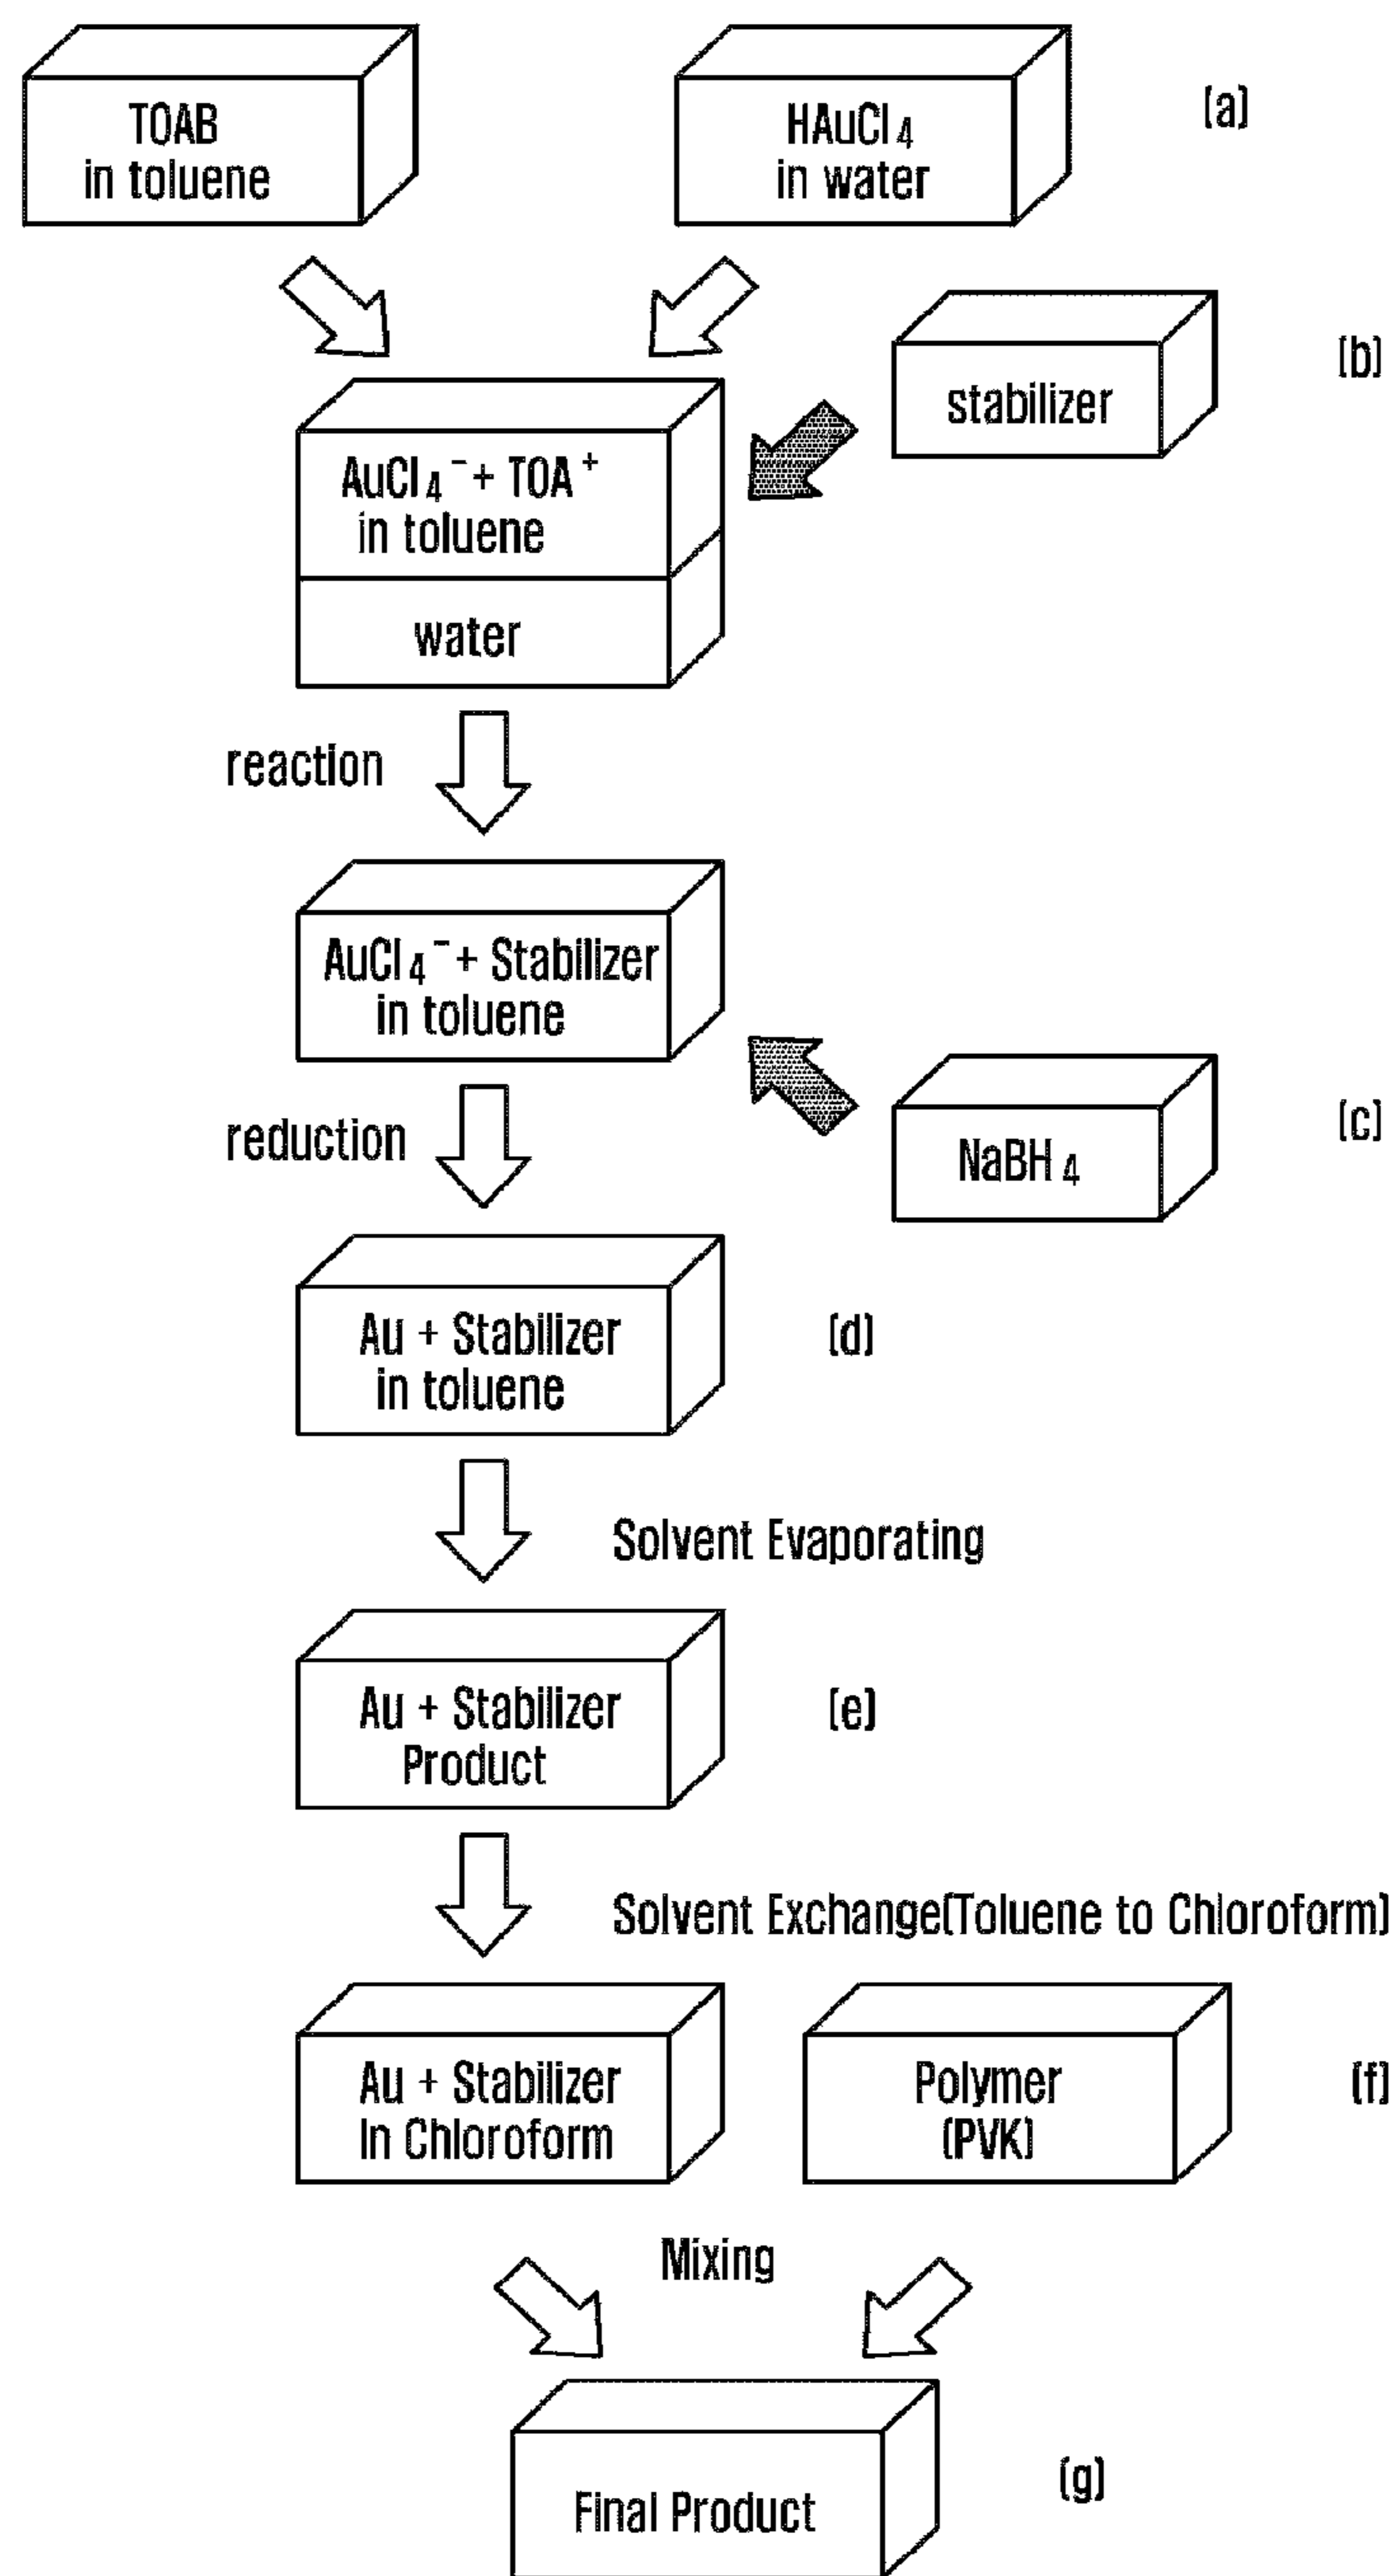 TOAB
in toluene
HAuCl4
in water
(a)
stabilizer
(b)
AuCl4⁻ + TOA⁺
in toluene
water
reaction
AuCl4⁻ + Stabilizer
in toluene
reduction
NaBH4
(c)
Au + Stabilizer
in toluene
(d)
Solvent Evaporating
Au + Stabilizer
Product
(e)
Solvent Exchange(Toluene to Chloroform)
Au + Stabilizer
In Chloroform
Polymer
(PVK)
(f)
Mixing
Final Product
(g)